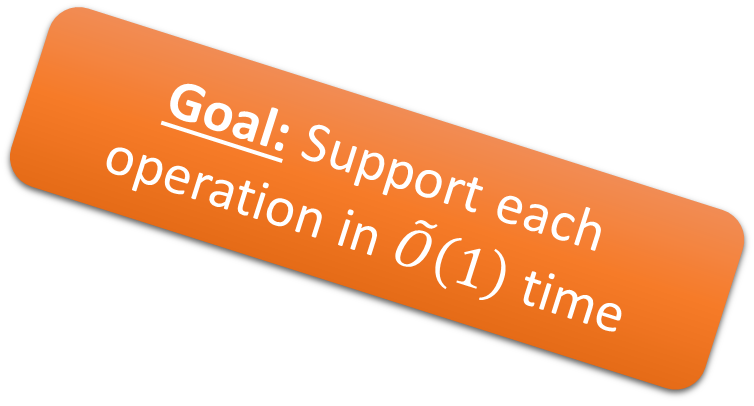 Goal: Support each
operation in Õ(1) time